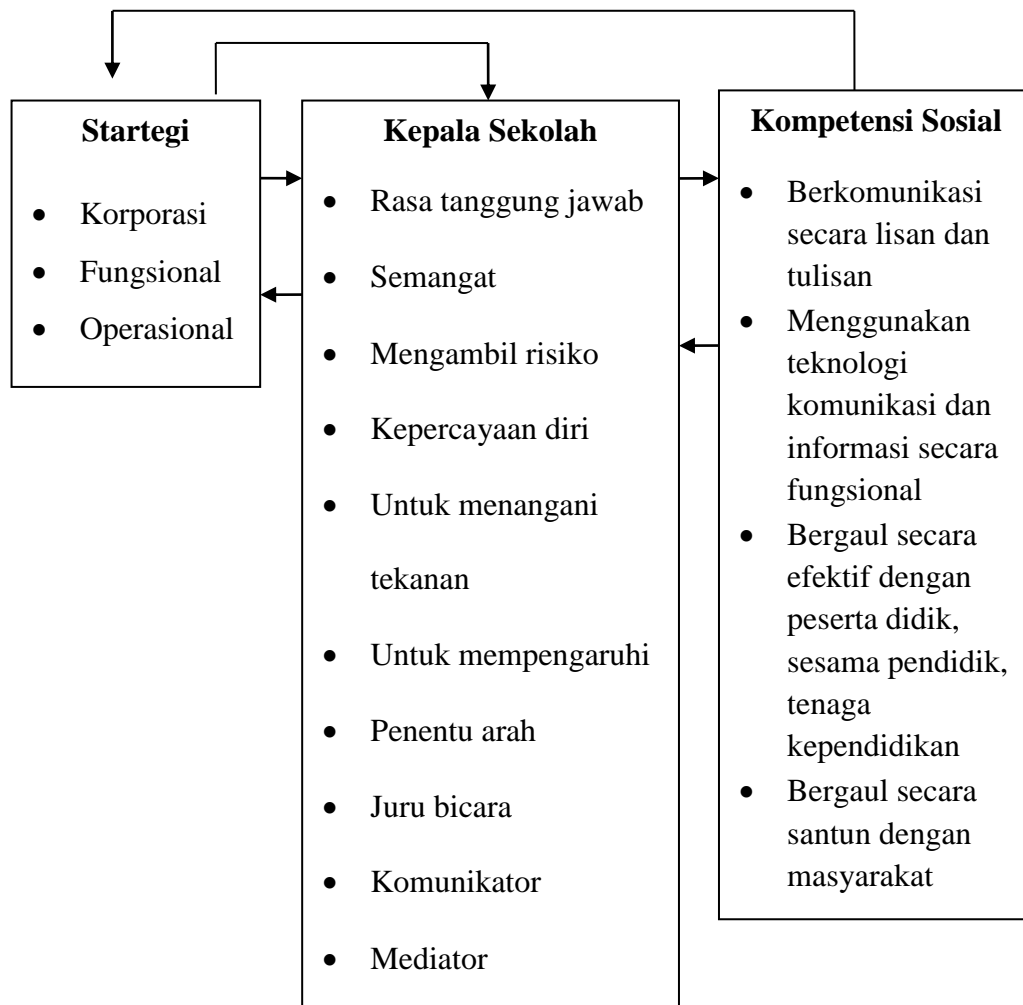 Startegi
• Korporasi
• Fungsional
• Operasional
Kepala Sekolah
• Rasa tanggung jawab
• Semangat
• Mengambil risiko
• Kepercayaan diri
• Untuk menangani
tekanan
• Untuk mempengaruhi
• Penentu arah
• Juru bicara
• Komunikator
• Mediator
Kompetensi Sosial
• Berkomunikasi
secara lisan dan
tulisan
• Menggunakan
teknologi
komunikasi dan
informasi secara
fungsional
• Bergaul secara
efektif dengan
peserta didik,
sesama pendidik,
tenaga
kependidikan
• Bergaul secara
santun dengan
masyarakat